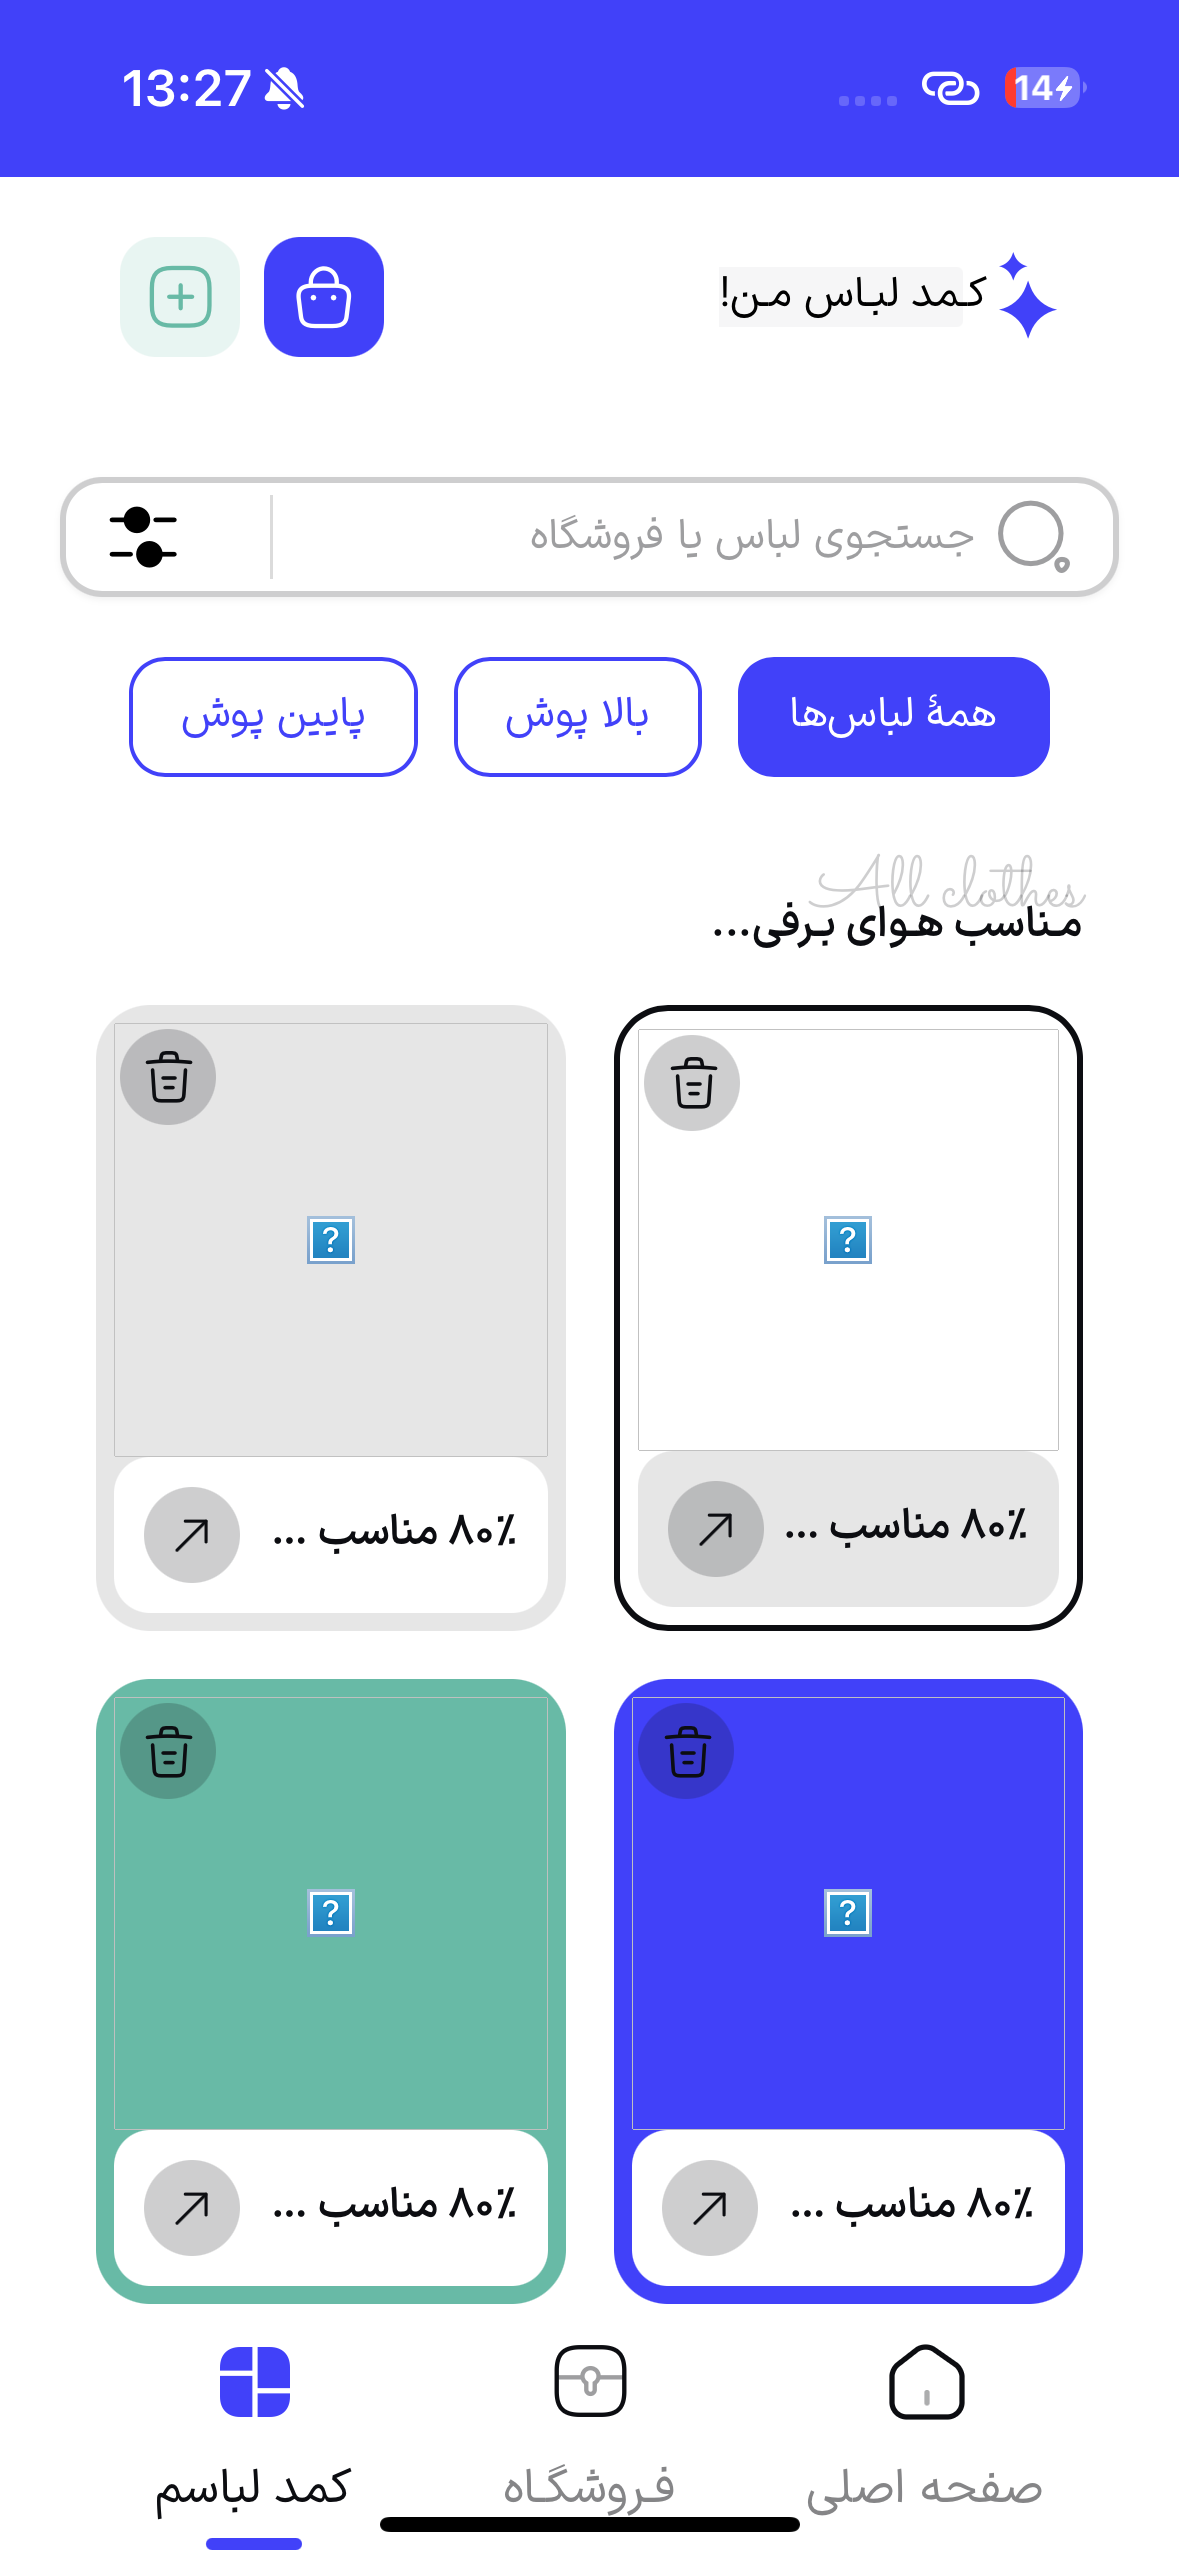 13:27
14
کمد لباس من!
جستجوی لباس یا فروشگاه
همهٔ لباس‌ها
بالا پوش
پایین پوش
All clothes
مناسب هوای برفی...
۸۰٪ مناسب ...
۸۰٪ مناسب ...
۸۰٪ مناسب ...
۸۰٪ مناسب ...
صفحه اصلی
فروشگاه
کمد لباسم